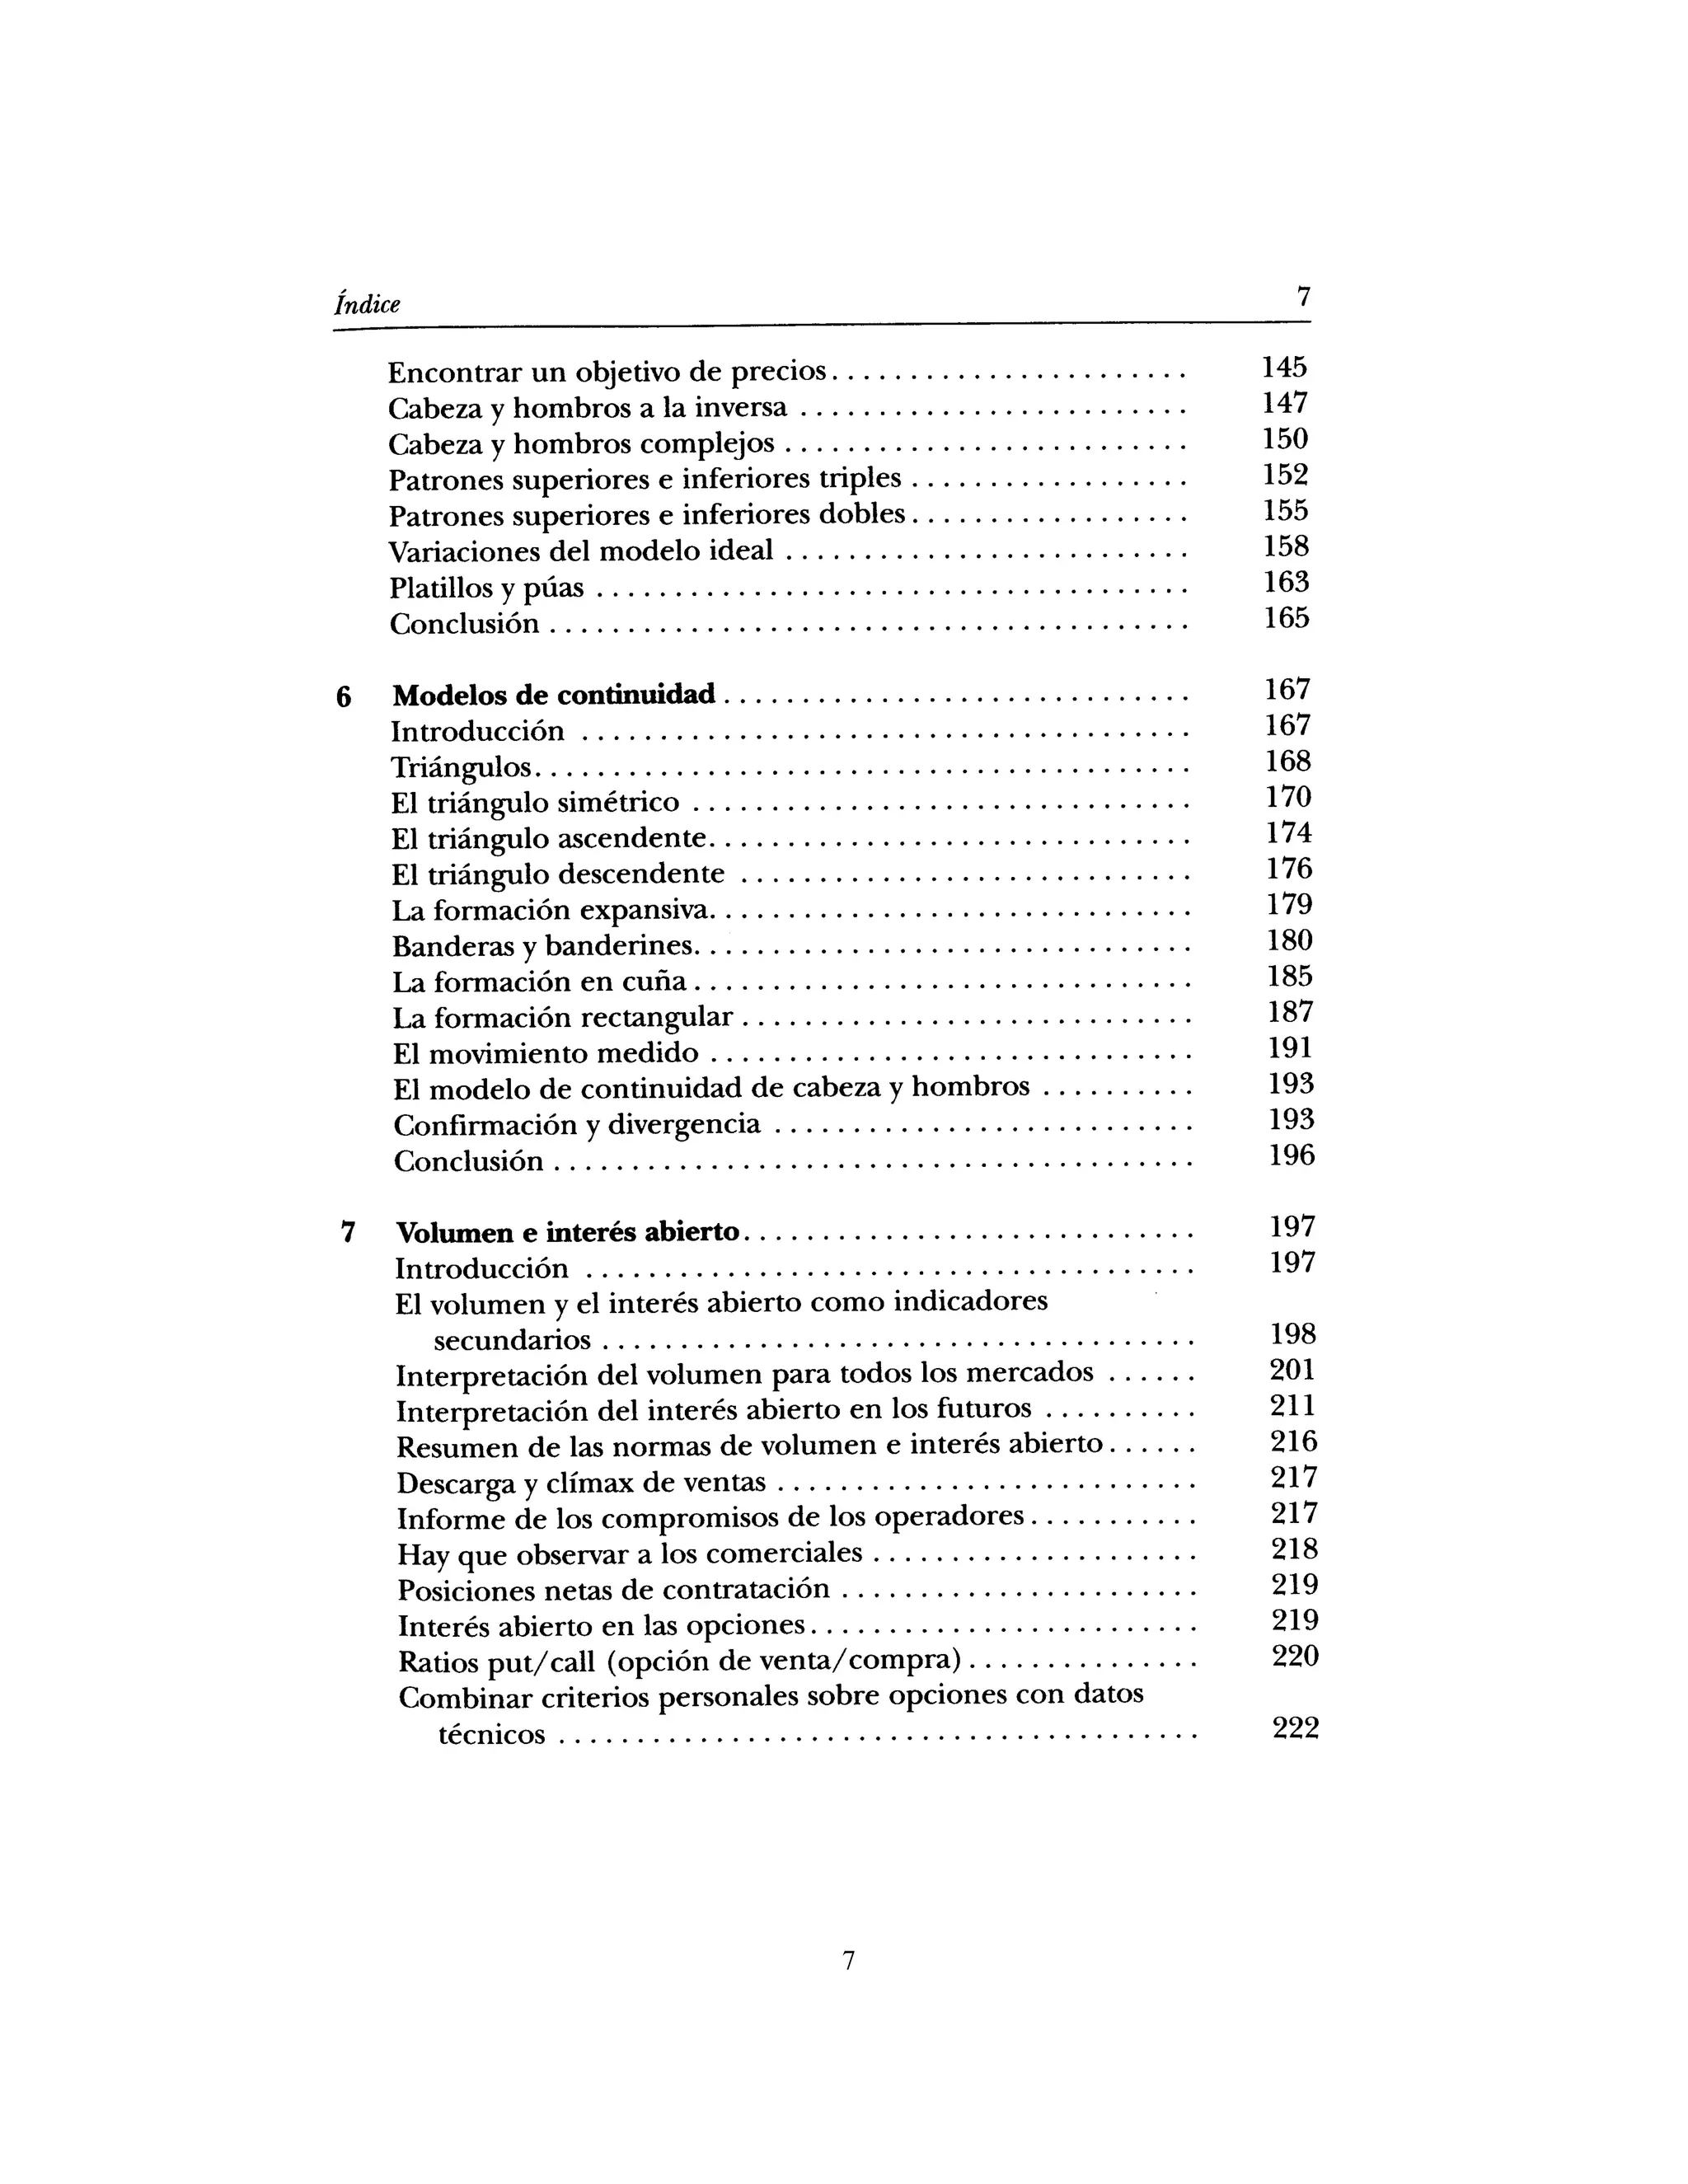 Índice 7
Encontrar un objetivo de precios. . . . . . . . . . . . . . . . . . . . . . . 145
Cabeza y hombros a la inversa . . . . . . . . . . . . . . . . . . . . . . . . . 147
Cabeza y hombros complejos . . . . . . . . . . . . . . . . . . . . . . . . . . 150
Patrones superiores e inferiores triples . . . . . . . . . . . . . . . . . . 152
Patrones superiores e inferiores dobles . . . . . . . . . . . . . . . . . . 155
Variaciones del modelo ideal . . . . . . . . . . . . . . . . . . . . . . . . . . 158
Platillos y púas . . . . . . . . . . . . . . . . . . . . . . . . . . . . . . . . . . . . . . 163
Conclusión . . . . . . . . . . . . . . . . . . . . . . . . . . . . . . . . . . . . . . . . . 165
6 Modelos de continuidad . . . . . . . . . . . . . . . . . . . . . . . . . . . . . . 167
Introducción . . . . . . . . . . . . . . . . . . . . . . . . . . . . . . . . . . . . . . . 167
Triángulos. . . . . . . . . . . . . . . . . . . . . . . . . . . . . . . . . . . . . . . . . . 168
El triángulo simétrico . . . . . . . . . . . . . . . . . . . . . . . . . . . . . . . . 170
El triángulo ascendente. . . . . . . . . . . . . . . . . . . . . . . . . . . . . . . 174
El triángulo descendente . . . . . . . . . . . . . . . . . . . . . . . . . . . . . 176
La formación expansiva. . . . . . . . . . . . . . . . . . . . . . . . . . . . . . . 179
Banderas y banderines. . . . . . . . . . . . . . . . . . . . . . . . . . . . . . . . 180
La formación en cuña . . . . . . . . . . . . . . . . . . . . . . . . . . . . . . . . 185
La formación rectangular . . . . . . . . . . . . . . . . . . . . . . . . . . . . . 187
El movimiento medido . . . . . . . . . . . . . . . . . . . . . . . . . . . . . . . 191
El modelo de continuidad de cabeza y hombros . . . . . . . . . . 193
Confirmación y divergencia . . . . . . . . . . . . . . . . . . . . . . . . . . . 193
Conclusión . . . . . . . . . . . . . . . . . . . . . . . . . . . . . . . . . . . . . . . . . 196
7 Volumen e interés abierto. . . . . . . . . . . . . . . . . . . . . . . . . . . . . 197
Introducción . . . . . . . . . . . . . . . . . . . . . . . . . . . . . . . . . . . . . . . 197
El volumen y el interés abierto como indicadores
secundarios . . . . . . . . . . . . . . . . . . . . . . . . . . . . . . . . . . . . . . 198
Interpretación del volumen para todos los mercados . . . . . . 201
Interpretación del interés abierto en los futuros . . . . . . . . . . 211
Resumen de las normas de volumen e interés abierto . . . . . . 216
Descarga y clímax de ventas . . . . . . . . . . . . . . . . . . . . . . . . . . . 217
Informe de los compromisos de los operadores . . . . . . . . . . . 217
Hay que observar a los comerciales . . . . . . . . . . . . . . . . . . . . . 218
Posiciones netas de contratación . . . . . . . . . . . . . . . . . . . . . . . 219
Interés abierto en las opciones. . . . . . . . . . . . . . . . . . . . . . . . . 219
Ratios put/call (opción de venta/compra) . . . . . . . . . . . . . . . 220
Combinar criterios personales sobre opciones con datos
técnicos . . . . . . . . . . . . . . . . . . . . . . . . . . . . . . . . . . . . . . . . . 222
7